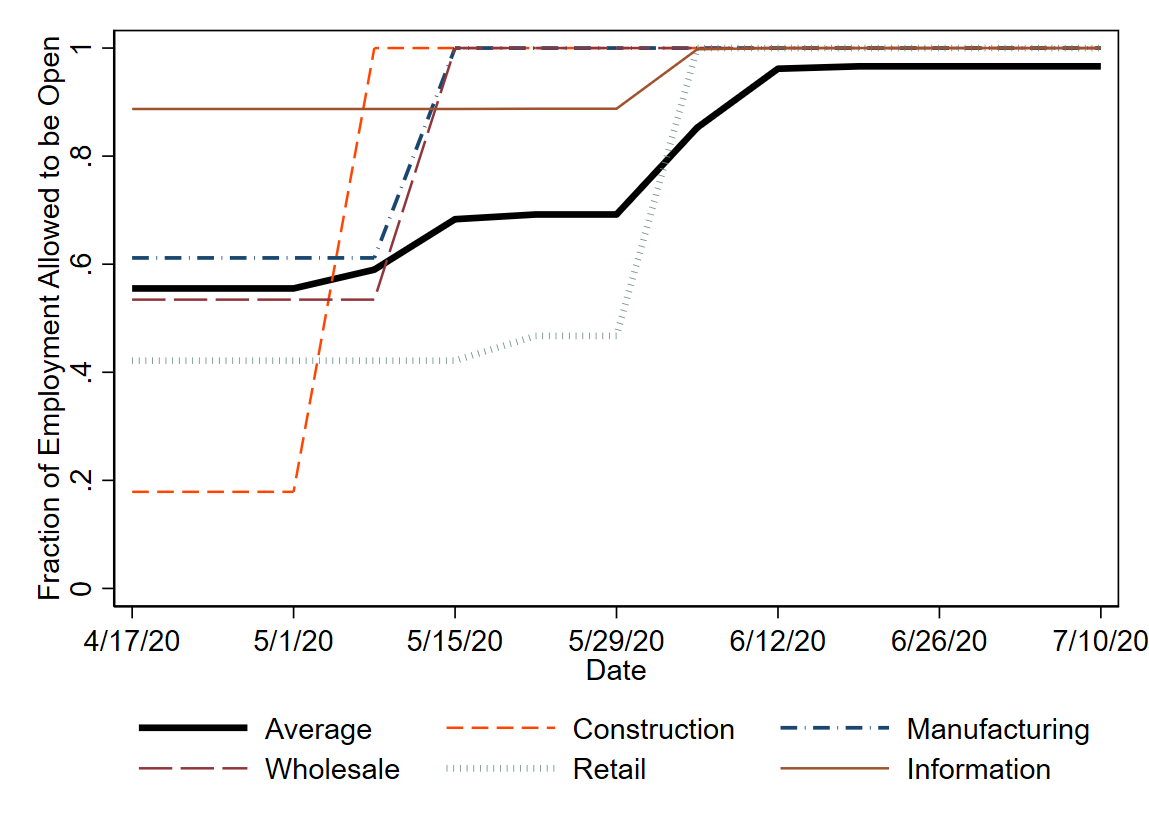 Fraction of Employment Allowed to be Open
1
.8
.6
.4
.2
0
4/17/20 5/1/20 5/15/20 5/29/20 6/12/20 6/26/20 7/10/20
Date
Average Construction Manufacturing
Wholesale Retail Information